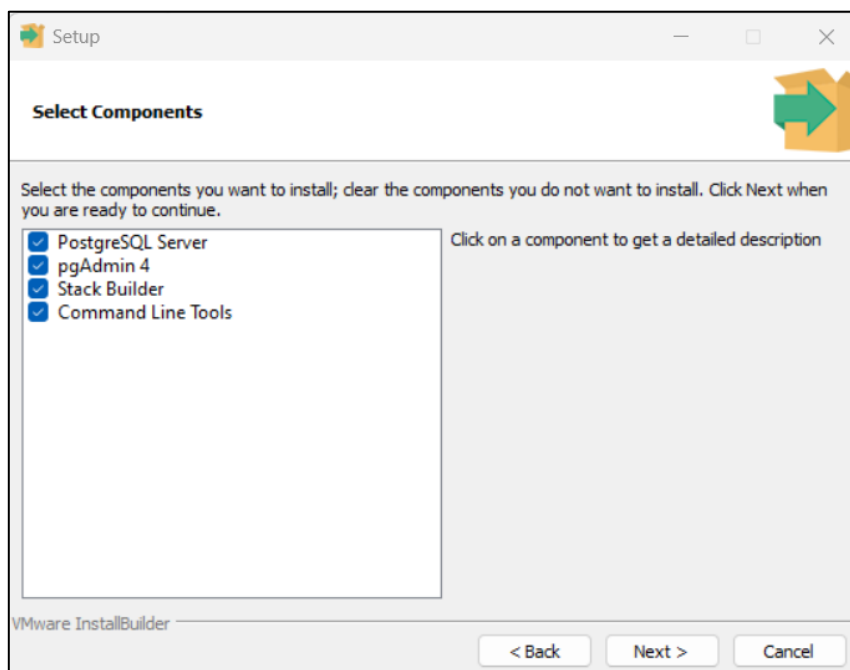 Setup
Select Components
Select the components you want to install; clear the components you do not want to install. Click Next when
you are ready to continue.
PostgreSQL Server
pgAdmin 4
Stack Builder
Command Line Tools
Click on a component to get a detailed description
VMware InstallBuilder
< Back
Next >
Cancel